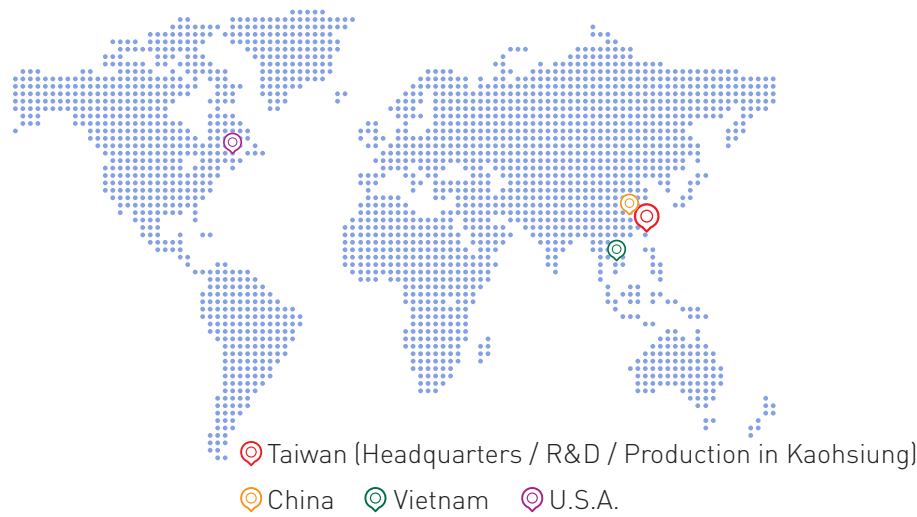 Taiwan (Headquarters / R&D / Production in Kaohsiung)
China Vietnam U.S.A.